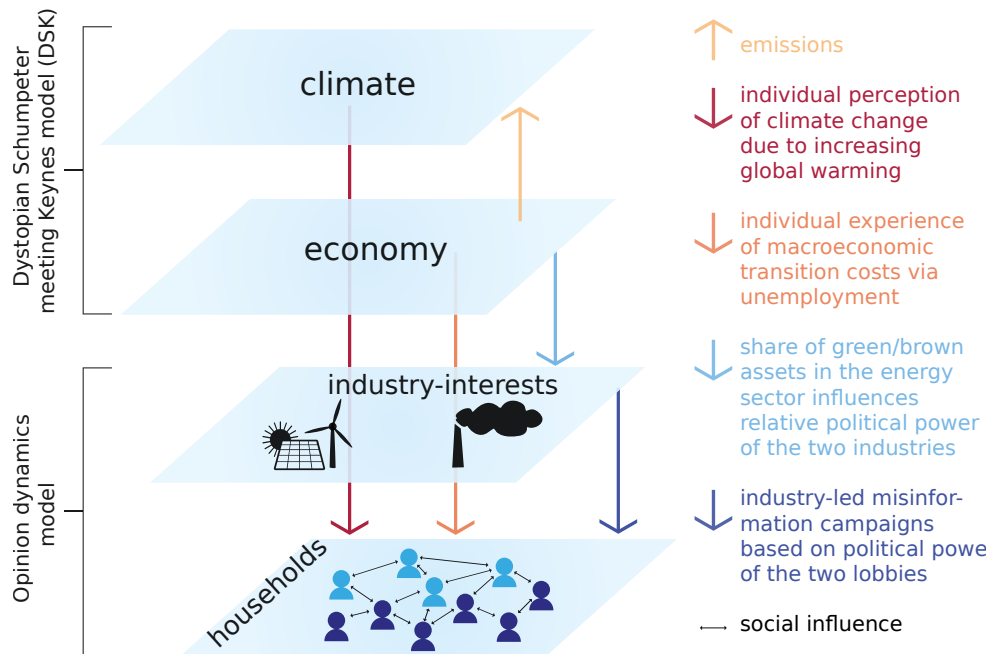 Dystopian Schumpeter
meeting Keynes model (DSK)
climate
economy
Opinion dynamics
model
industry-interests
households
emissions
individual perception
of climate change
due to increasing
global warming
individual experience
of macroeconomic
transition costs via
unemployment
share of green/brown
assets in the energy
sector influences
relative political power
of the two industries
industry-led misinfor-
mation campaigns
based on political powe
of the two lobbies
social influence